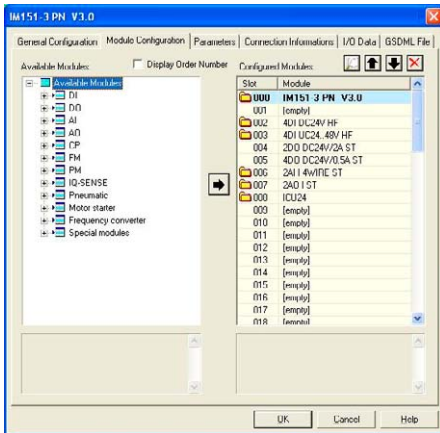 IM151-3 PN V3.0
General Configuration Module Configuration Parameters Connection Informations I/O Data GSDML File
Available Modules: Display Order Number Configured Modules:
Available Modules
DI
DO
AI
AO
CP
FM
PM
IQ-SENSE
Pneumatic
Motor starter
Frequency converter
Special modules
Slot Module
000 IM151-3 PN V3.0
001 [empty]
002 4DI DC24V HF
003 4DI UC24..48V HF
004 2DO DC24V/2A ST
005 4DO DC24V/0.5A ST
006 2AI I 4WIRE ST
007 2AO I ST
008 1COU24
009 [empty]
010 [empty]
011 [empty]
012 [empty]
013 [empty]
014 [empty]
015 [empty]
016 [empty]
017 [empty]
018 [empty]
OK Cancel Help